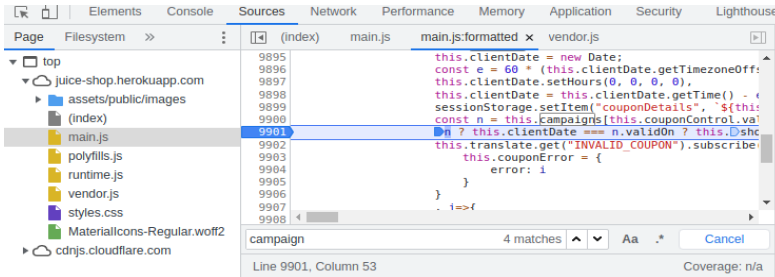 Elements Console Sources Network Performance Memory Application Security Lighthouse
Page Filesystem » ⋮ (index) main.js main.js:formatted × vendor.js
top
juice-shop.herokuapp.com
assets/public/images
(index)
main.js
polyfills.js
runtime.js
vendor.js
styles.css
MaterialIcons-Regular.woff2
cdnjs.cloudflare.com
9895 this.clientDate = new Date;
9896 const e = 60 * (this.clientDate.getTimezoneOffs
9897 this.clientDate.setHours(0, 0, 0, 0),
9898 this.clientDate = this.clientDate.getTime() - e
9899 sessionStorage.setItem("couponDetails", `${this
9900 const n = this.campaigns[this.couponControl.val
9901 n ? this.clientDate === n.validOn ? this.sho
9902 this.translate.get("INVALID_COUPON").subscribe(
9903 this.couponError = {
9904 error: i
9905 }
9906 }
9907 , i=>{
9908
campaign 4 matches Aa .* Cancel
Line 9901, Column 53 Coverage: n/a